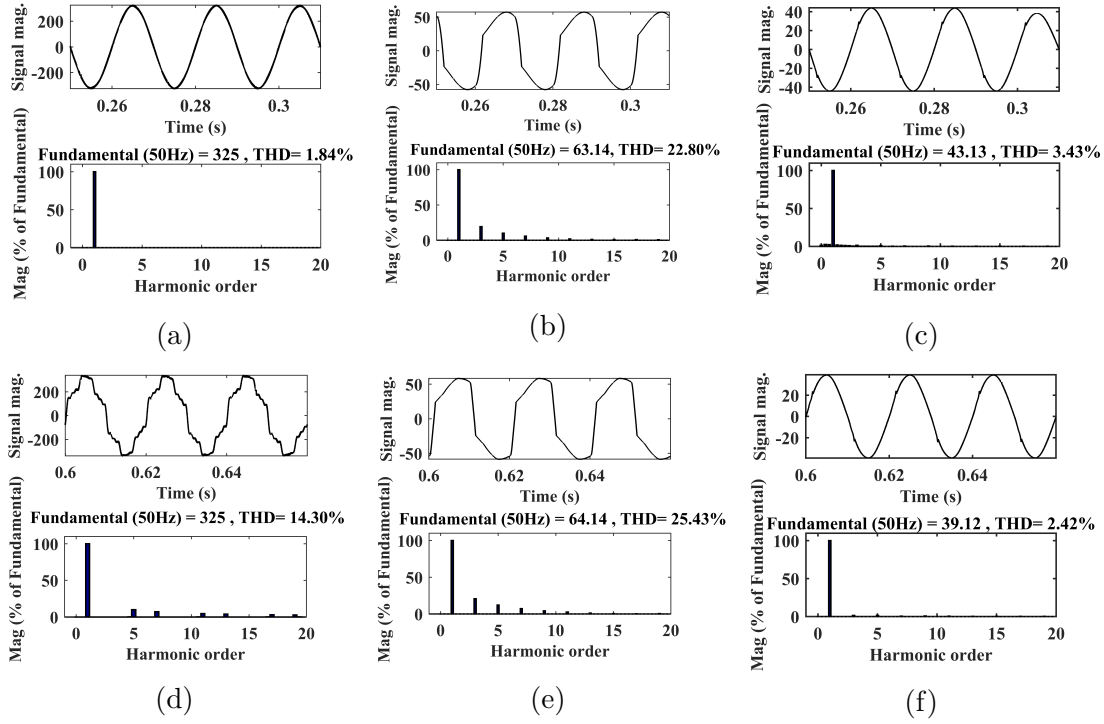 Signal mag.
200
0
-200
0.26
0.28
0.3
Time (s)
Mag (% of Fundamental)
Fundamental (50Hz) = 325 , THD= 1.84%
100
50
0
0
5
10
15
20
Harmonic order
(a)
Signal mag.
50
0
-50
0.26
0.28
0.3
Time (s)
Mag (% of Fundamental)
Fundamental (50Hz) = 63.14, THD= 22.80%
100
50
0
0
5
10
15
20
Harmonic order
(b)
Signal mag.
40
20
0
-20
-40
0.26
0.28
0.3
Time (s)
Mag (% of Fundamental)
Fundamental (50Hz) = 43.13 , THD= 3.43%
100
50
0
0
5
10
15
20
Harmonic order
(c)
Signal mag.
200
0
-200
0.6
0.62
0.64
Time (s)
Mag (% of Fundamental)
Fundamental (50Hz) = 325 , THD= 14.30%
100
50
0
0
5
10
15
20
Harmonic order
(d)
Signal mag.
50
0
-50
0.6
0.62
0.64
Time (s)
Mag (% of Fundamental)
Fundamental (50Hz) = 64.14 , THD= 25.43%
100
50
0
0
5
10
15
20
Harmonic order
(e)
Signal mag.
20
0
-20
0.6
0.62
0.64
Time (s)
Mag (% of Fundamental)
Fundamental (50Hz) = 39.12 , THD= 2.42%
100
50
0
0
5
10
15
20
Harmonic order
(f)